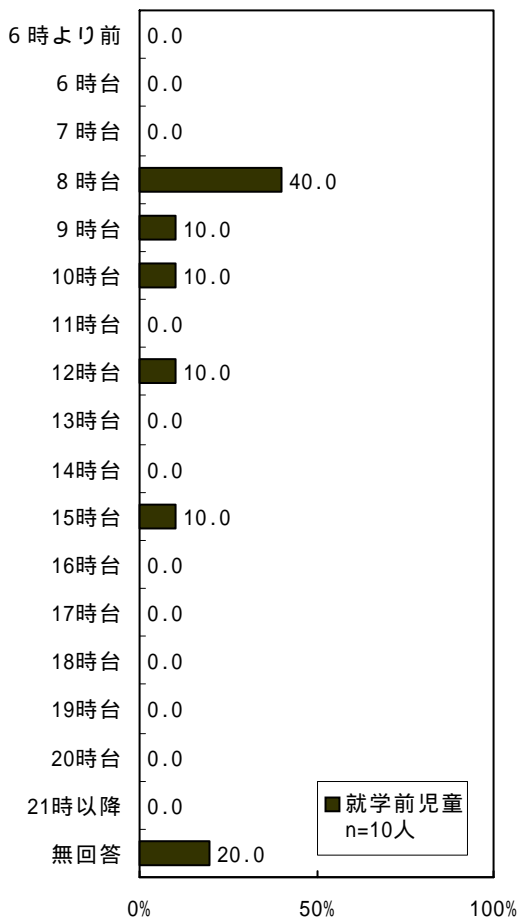 6時より前 0.0
6時台 0.0
7時台 0.0
8時台 40.0
9時台 10.0
10時台 10.0
11時台 0.0
12時台 10.0
13時台 0.0
14時台 0.0
15時台 10.0
16時台 0.0
17時台 0.0
18時台 0.0
19時台 0.0
20時台 0.0
21時以降 0.0
無回答 20.0
就学前児童
n=10人
0% 50% 100%